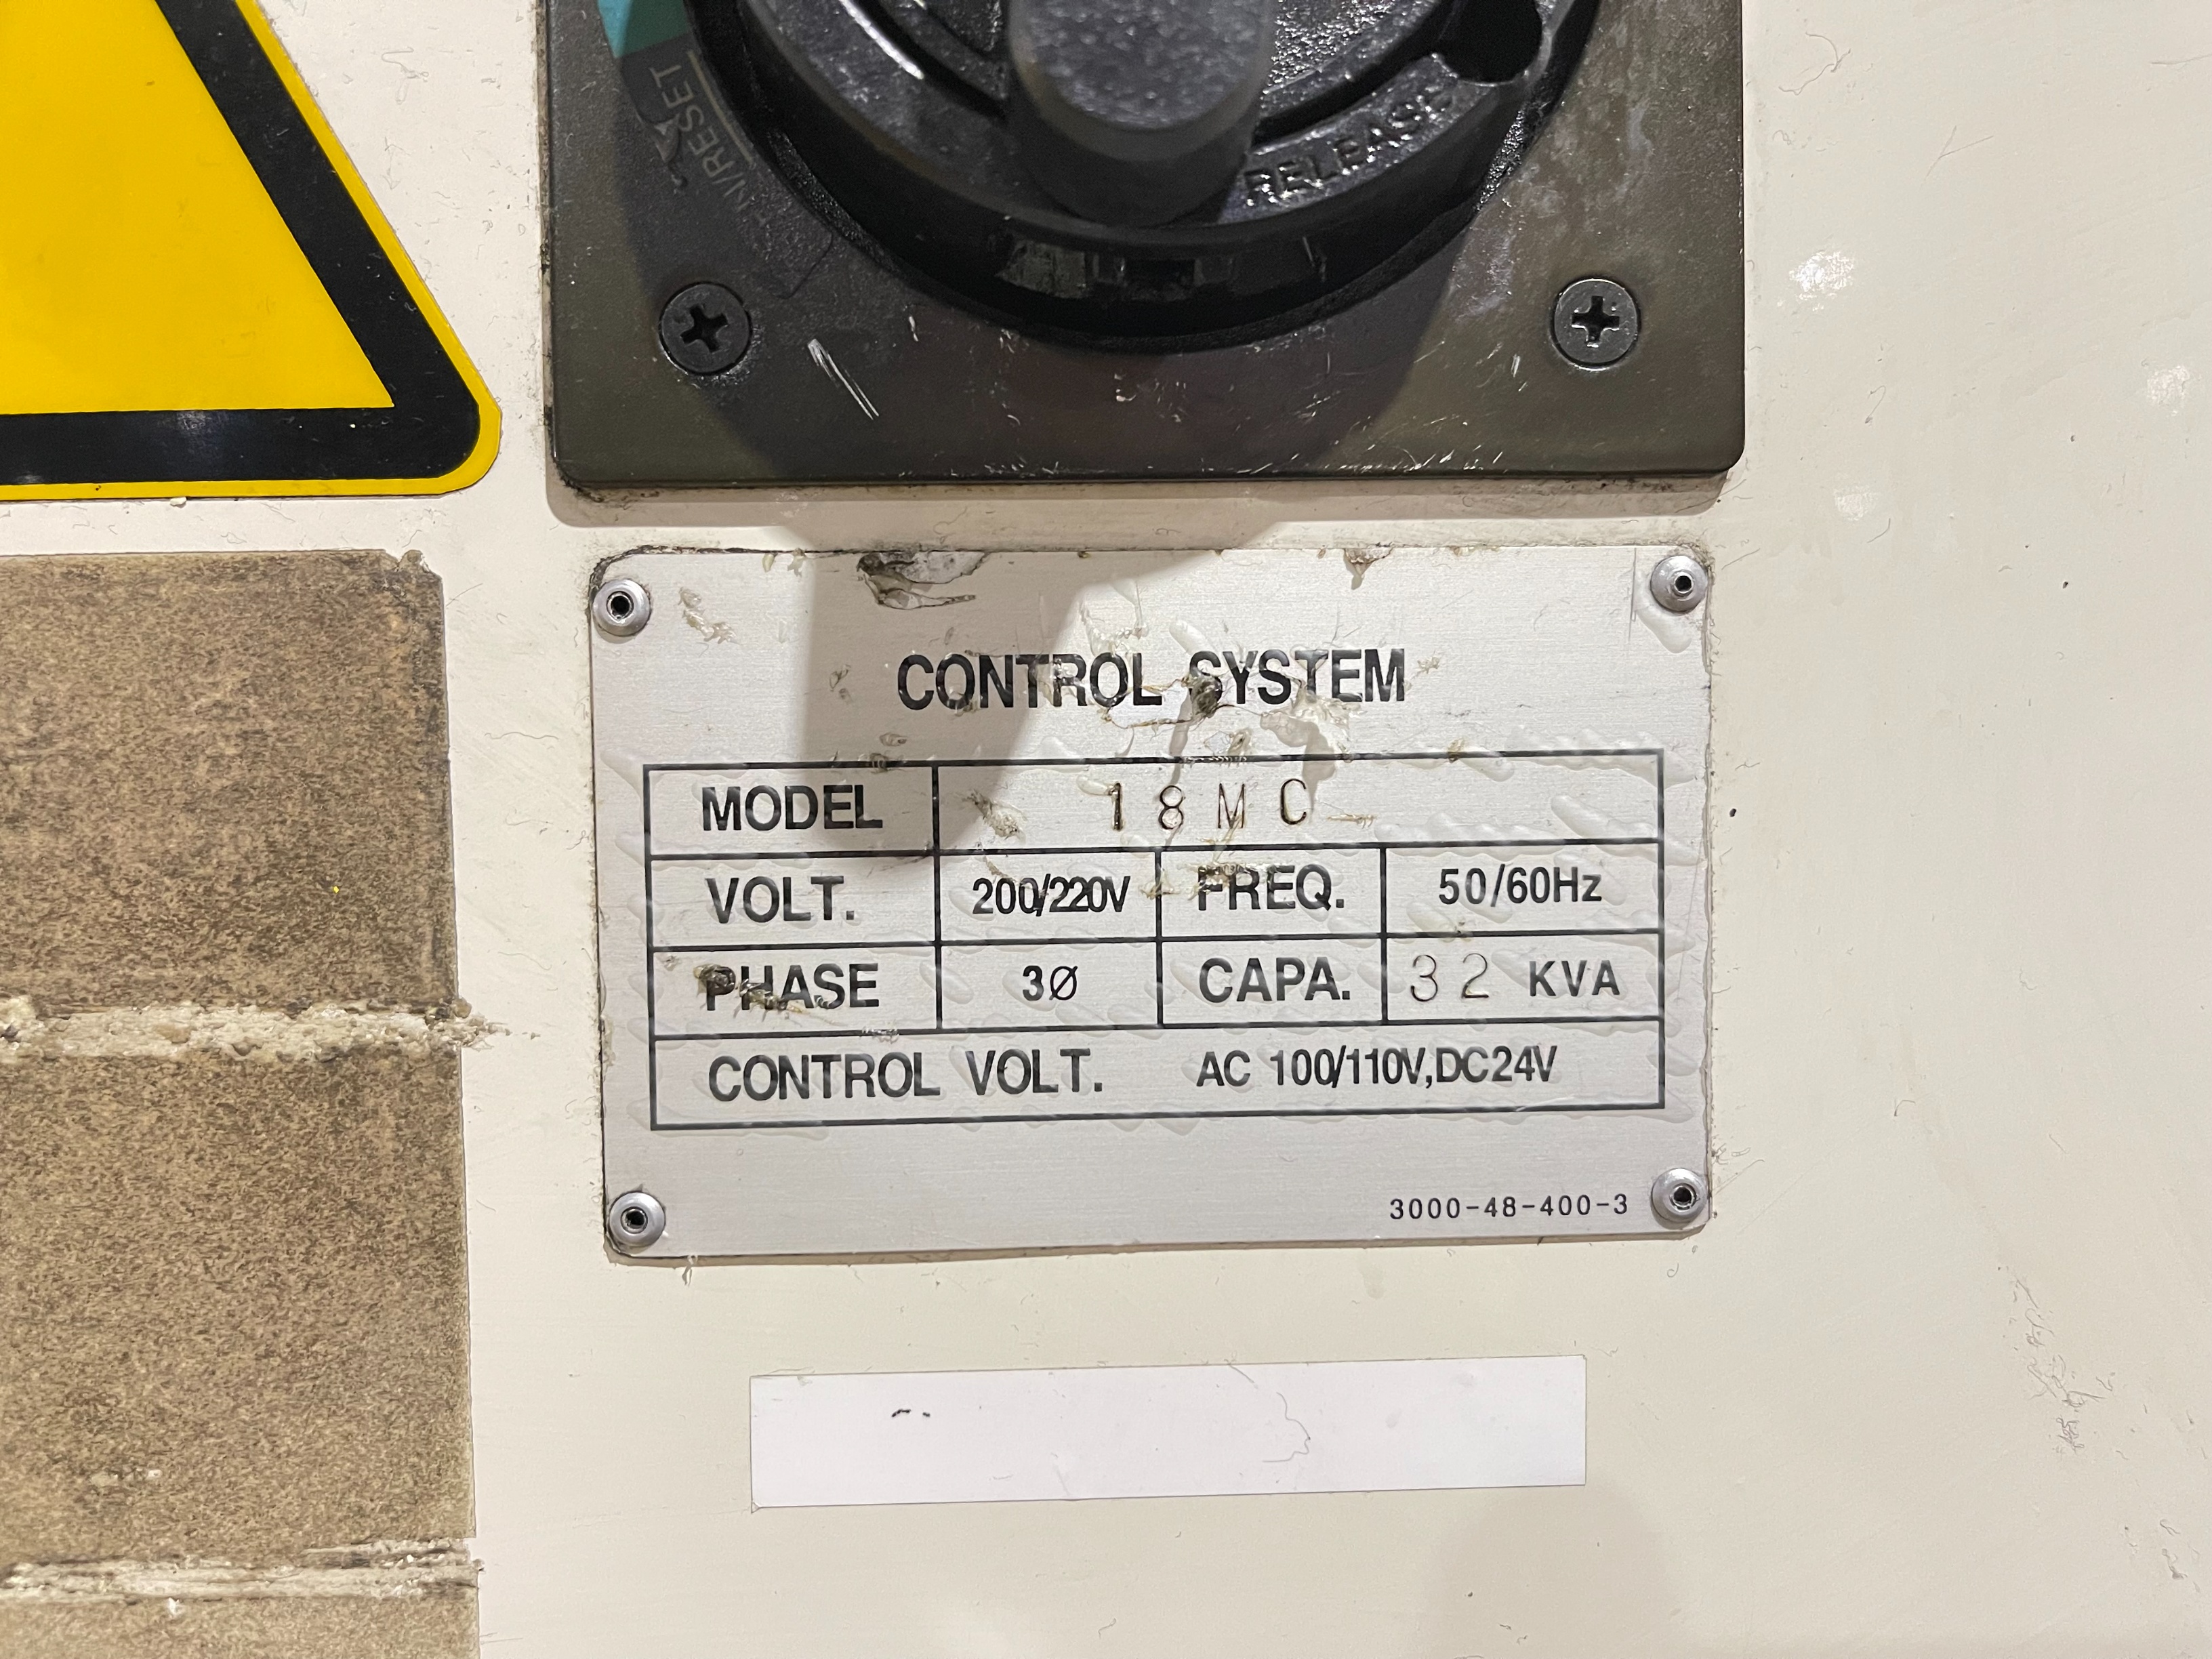 RELEASE
CONTROL SYSTEM
MODEL 18MC
VOLT. 200/220V FREQ. 50/60Hz
PHASE 3Ø CAPA. 32 KVA
CONTROL VOLT. AC 100/110V,DC24V
3000-48-400-3